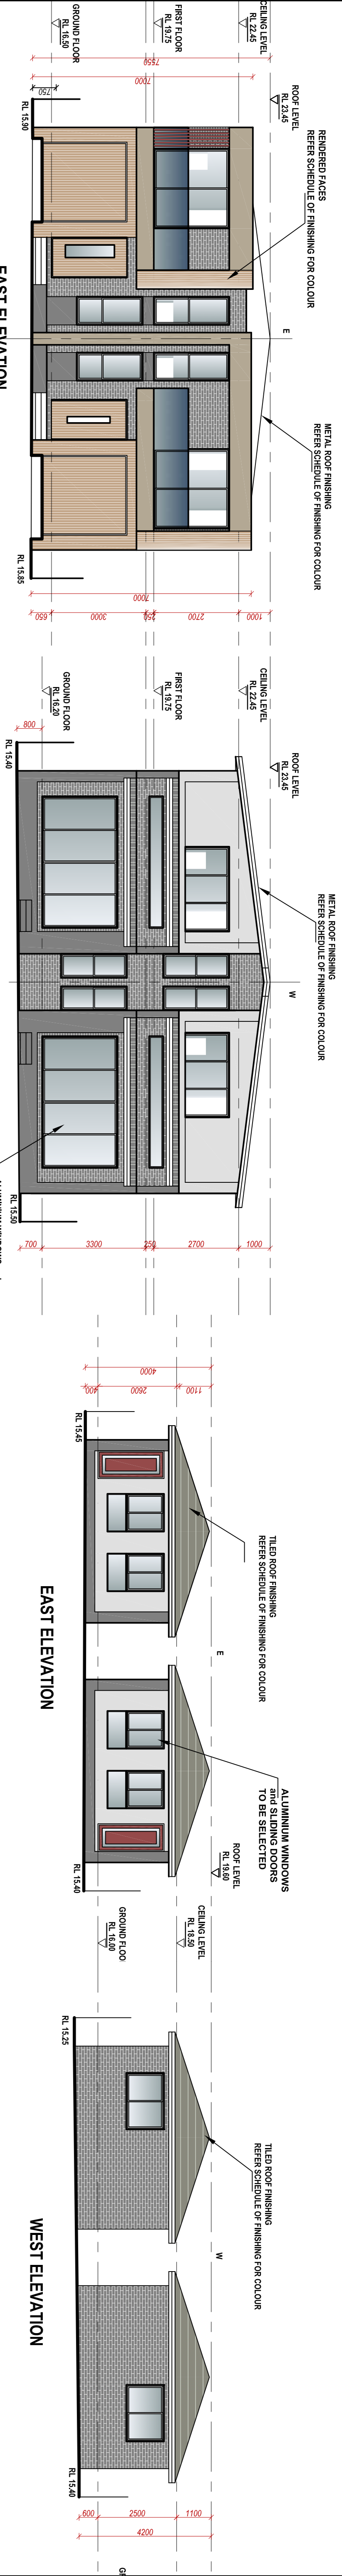 CEILING LEVEL
RL 22.45
FIRST FLOOR
RL 19.75
GROUND FLOOR
RL 16.50
ROOF LEVEL
RL 23.45
7550
7000
750
RL 15.90
RENDERED FACES
REFER SCHEDULE OF FINISHING FOR COLOUR
E
METAL ROOF FINISHING
REFER SCHEDULE OF FINISHING FOR COLOUR
EAST ELEVATION
RL 15.85
7000
1000
2700
250
3000
650
CEILING LEVEL
RL 22.45
FIRST FLOOR
RL 19.75
GROUND FLOOR
RL 16.20
ROOF LEVEL
RL 23.45
800
RL 15.40
METAL ROOF FINISHING
REFER SCHEDULE OF FINISHING FOR COLOUR
W
RL 15.50
1000
2700
250
3300
700
4000
1100
2600
400
RL 15.45
TILED ROOF FINISHING
REFER SCHEDULE OF FINISHING FOR COLOUR
E
EAST ELEVATION
ALUMINIUM WINDOWS
and SLIDING DOORS
TO BE SELECTED
ROOF LEVEL
RL 19.60
RL 15.40
CEILING LEVEL
RL 18.50
GROUND FLOO
RL 16.00
RL 15.25
TILED ROOF FINISHING
REFER SCHEDULE OF FINISHING FOR COLOUR
W
WEST ELEVATION
RL 15.40
1100
2500
600
4200